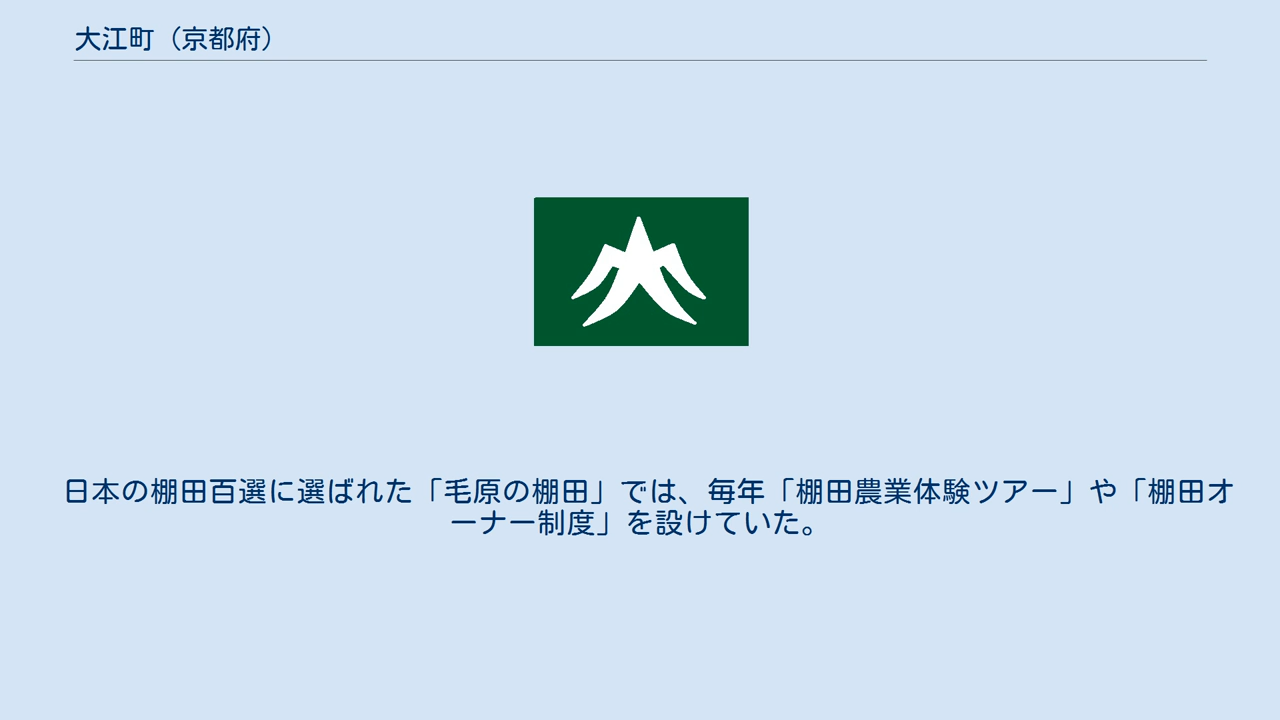 大江町（京都府）
日本の棚田百選に選ばれた「毛原の棚田」では、毎年「棚田農業体験ツアー」や「棚田オ
ーナー制度」を設けていた。